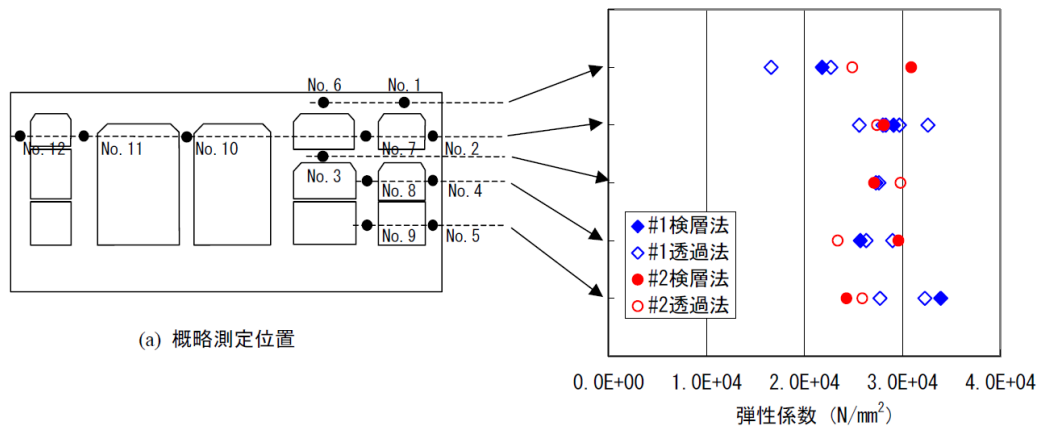 No. 6
No. 1
No. 12
No. 11
No. 10
No. 7
No. 2
No. 3
No. 8
No. 4
No. 9
No. 5
(a) 概略測定位置
#1検層法
#1透過法
#2検層法
#2透過法
0.0E+00 1.0E+04 2.0E+04 3.0E+04 4.0E+04
弾性係数 (N/mm²)